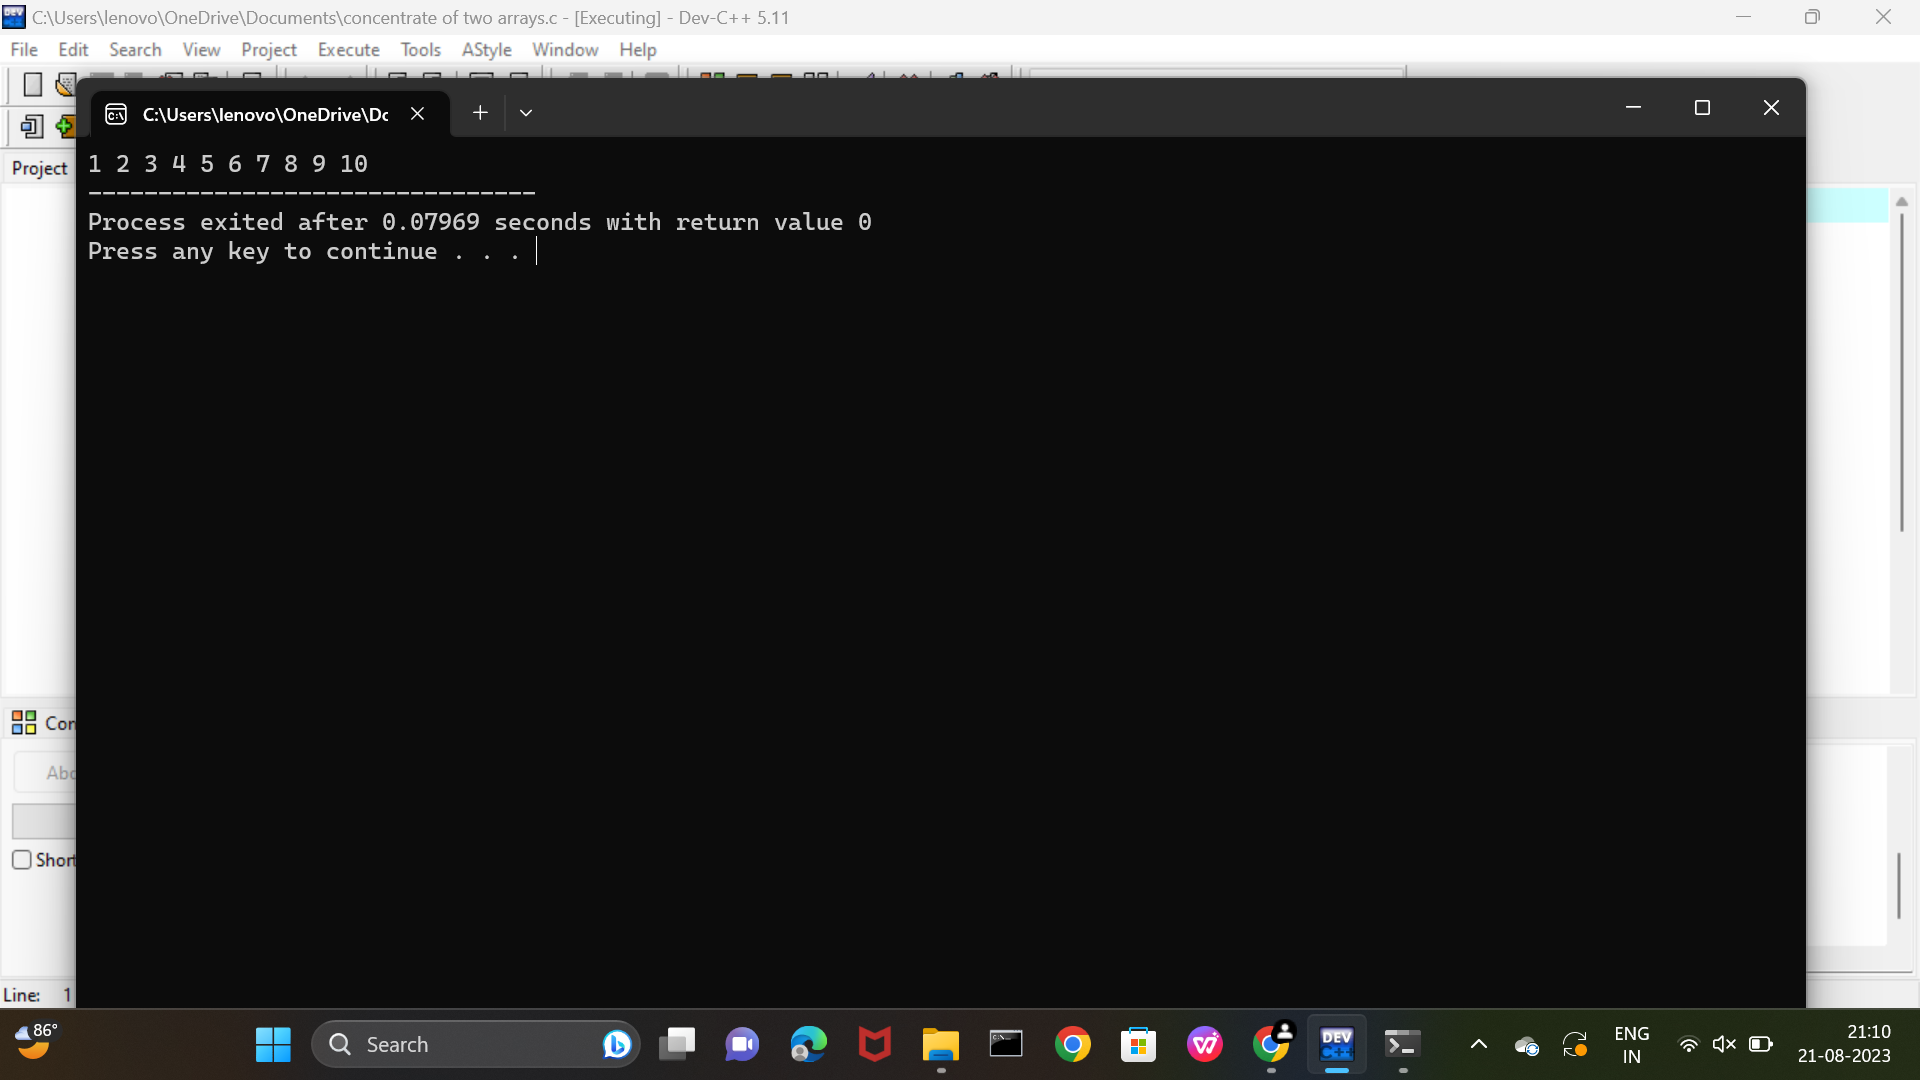 C:\Users\lenovo\OneDrive\Documents\concentrate of two arrays.c - [Executing] - Dev-C++ 5.11
File Edit Search View Project Execute Tools AStyle Window Help
C:\Users\lenovo\OneDrive\Dc
Project
1 2 3 4 5 6 7 8 9 10
--------------------------------
Process exited after 0.07969 seconds with return value 0
Press any key to continue . . .
Com
Abo
Short
Line: 1
86°
Search
DEV
C++
ENG
IN
21:10
21-08-2023